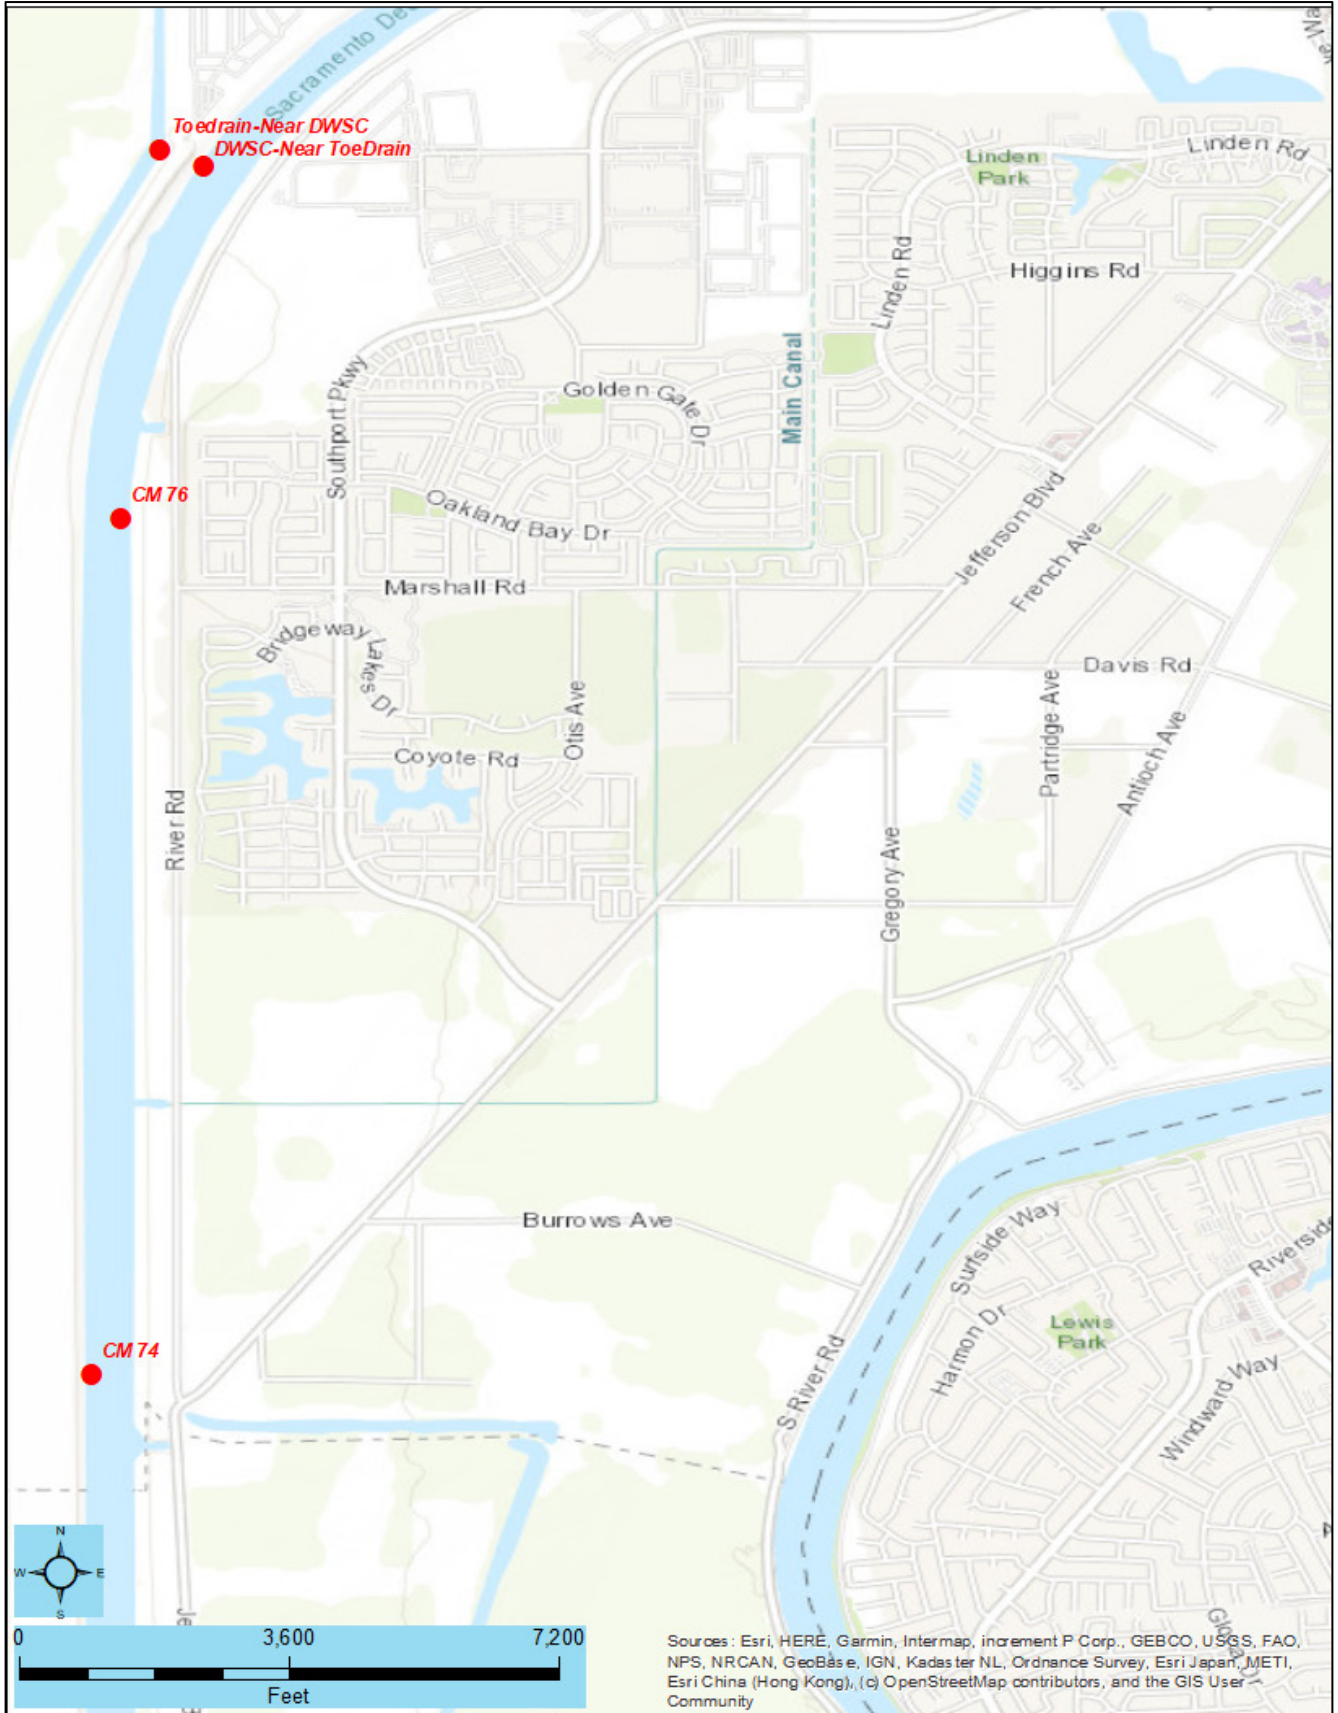 Sacramento De
Toedrain-Near DWSC
DWSC-Near ToeDrain
Linden
Park
Linden Rd
Linden Rd
Higgins Rd
Main Canal
Southport Pkwy
Golden Gate Dr
CM 76
Oakland Bay Dr
Jefferson Blvd
French Ave
Marshall Rd
Bridgeway Lakes Dr
Davis Rd
Otis Ave
Partridge Ave
Antioch Ave
Coyote Rd
River Rd
Gregory Ave
Burrows Ave
Surfside Way
Riverside
Harmon Dr
Lewis
Park
CM 74
S River Rd
Windward Way
N
W E
S
0 3,600 7,200
Feet
Sources: Esri, HERE, Garmin, Intermap, increment P Corp., GEBCO, USGS, FAO,
NPS, NRCAN, GeoBase, IGN, Kadaster NL, Ordnance Survey, Esri Japan, METI,
Esri China (Hong Kong), (c) OpenStreetMap contributors, and the GIS User
Community